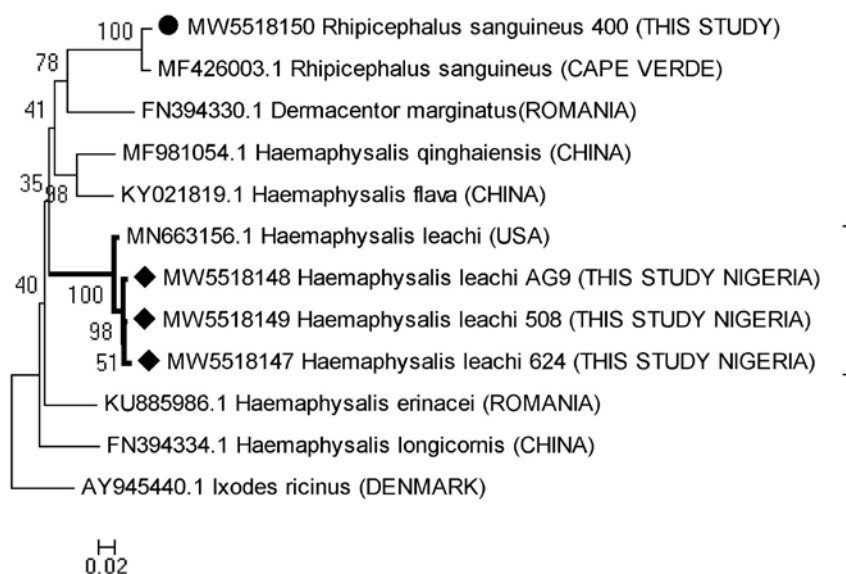 100 MW5518150 Rhipicephalus sanguineus 400 (THIS STUDY)
78
MF426003.1 Rhipicephalus sanguineus (CAPE VERDE)
41 FN394330.1 Dermacentor marginatus(ROMANIA)
MF981054.1 Haemaphysalis qinghaiensis (CHINA)
35 98 KY021819.1 Haemaphysalis flava (CHINA)
MN663156.1 Haemaphysalis leachi (USA)
40 100 MW5518148 Haemaphysalis leachi AG9 (THIS STUDY NIGERIA)
98 MW5518149 Haemaphysalis leachi 508 (THIS STUDY NIGERIA)
51 MW5518147 Haemaphysalis leachi 624 (THIS STUDY NIGERIA)
KU885986.1 Haemaphysalis erinacei (ROMANIA)
FN394334.1 Haemaphysalis longicornis (CHINA)
AY945440.1 Ixodes ricinus (DENMARK)
0.02